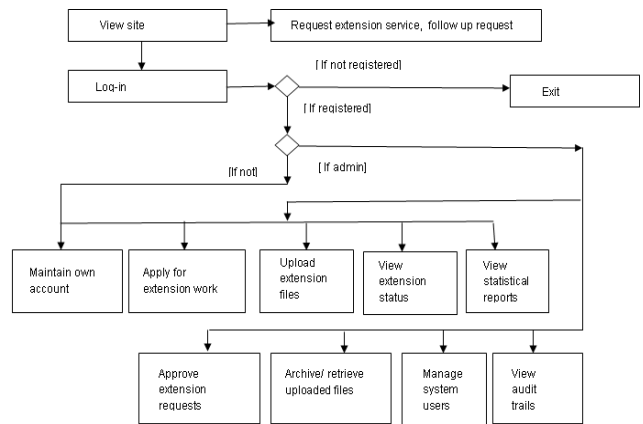 View site
Request extension service, follow up request
[ If not registered]
Log-in
Exit
[ If registered]
[If not]
[ If admin]
Maintain own
account
Apply for
extension work
Upload
extension
files
View
extension
status
View
statistical
reports
Approve
extension
requests
Archive/ retrieve
uploaded files
Manage
system
users
View
audit
trails